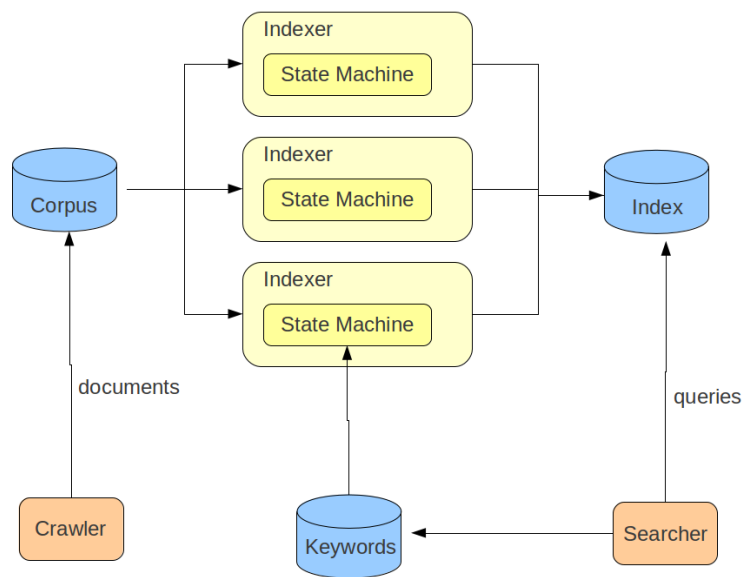 Indexer
State Machine
Indexer
State Machine
Corpus
Index
Indexer
State Machine
documents
queries
Crawler
Keywords
Searcher